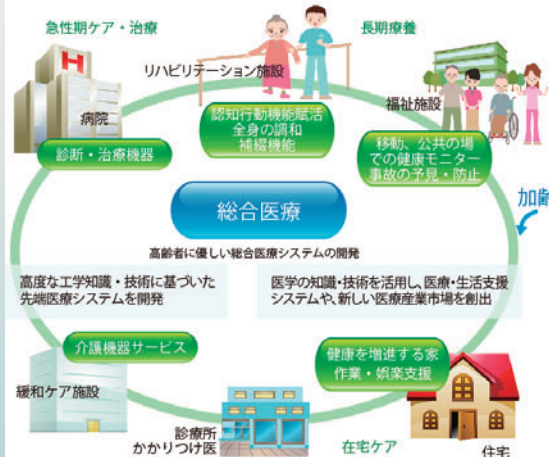 急性期ケア・治療
長期療養
リハビリテーション施設
病院
福祉施設
認知行動機能賦活
全身の調和
補綴機能
診断・治療機器
移動、公共の場
での健康モニター
事故の予見・防止
加齢
総合医療
高齢者に優しい総合医療システムの開発
高度な工学知識・技術に基づいた
先端医療システムを開発
医学の知識・技術を活用し、医療・生活支援
システムや、新しい医療産業市場を創出
介護機器サービス
健康を増進する家
作業・娯楽支援
緩和ケア施設
診療所
かかりつけ医
在宅ケア
住宅
H